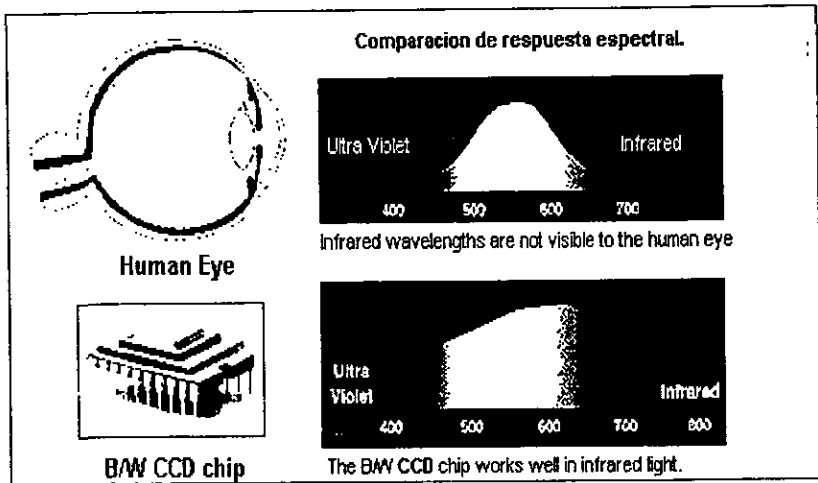 Comparacion de respuesta espectral.
Ultra Violet
Infrared
400 500 600 700
Infrared wavelengths are not visible to the human eye
Human Eye
Ultra
Violet
Infrared
400 500 600 700 800
B/W CCD chip
The B/W CCD chip works well in infrared light.